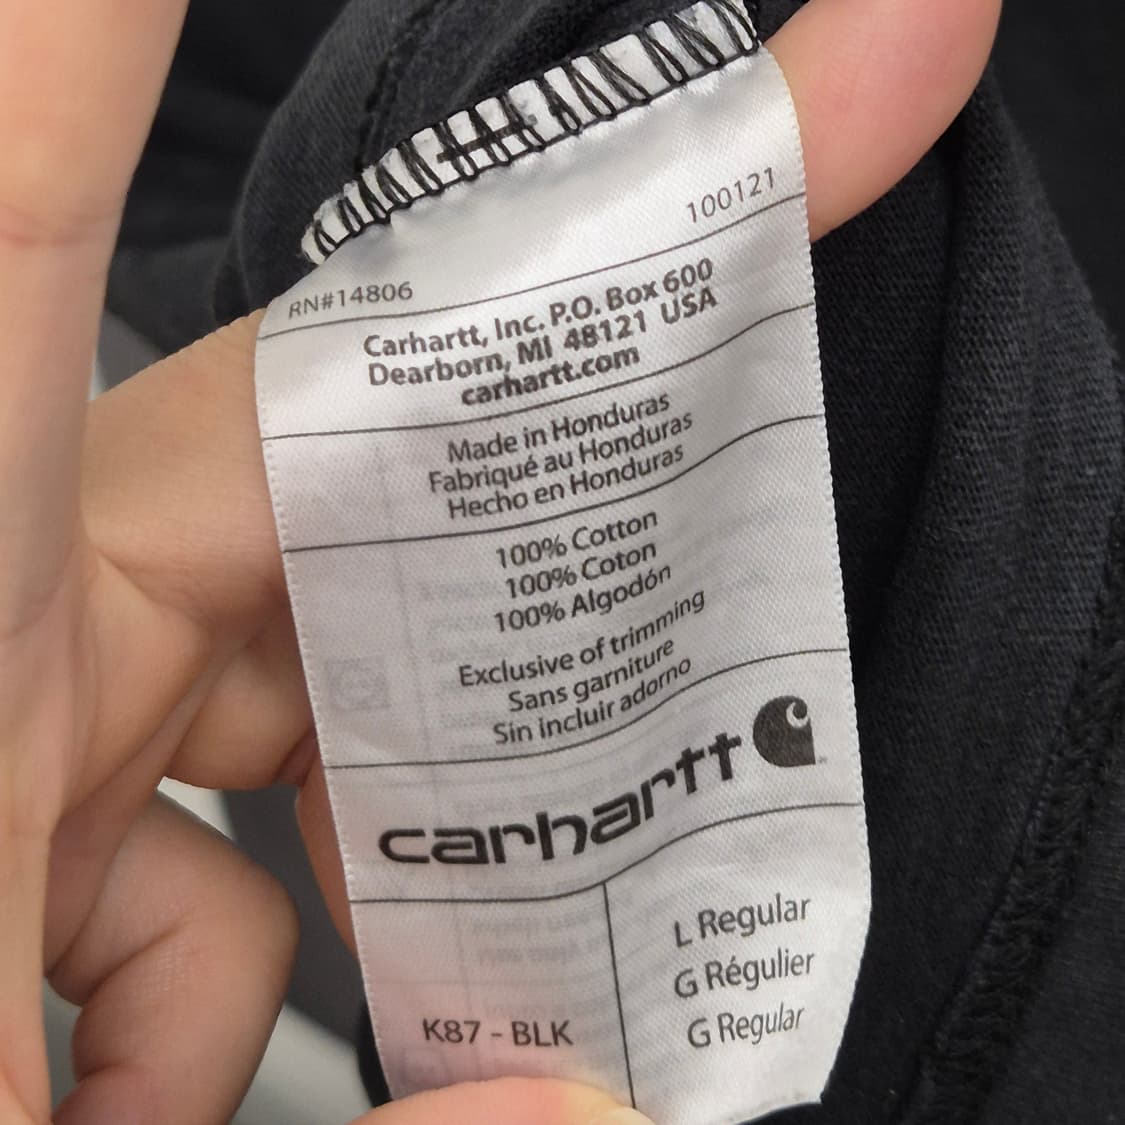 100121
RN#14806
Carhartt, Inc. P.O. Box 600
Dearborn, MI 48121 USA
carhartt.com
Made in Honduras
Fabriqué au Honduras
Hecho en Honduras
100% Cotton
100% Coton
100% Algodón
Exclusive of trimming
Sans garniture
Sin incluir adorno
carhartt
L Regular
G Régulier
G Regular
K87 - BLK